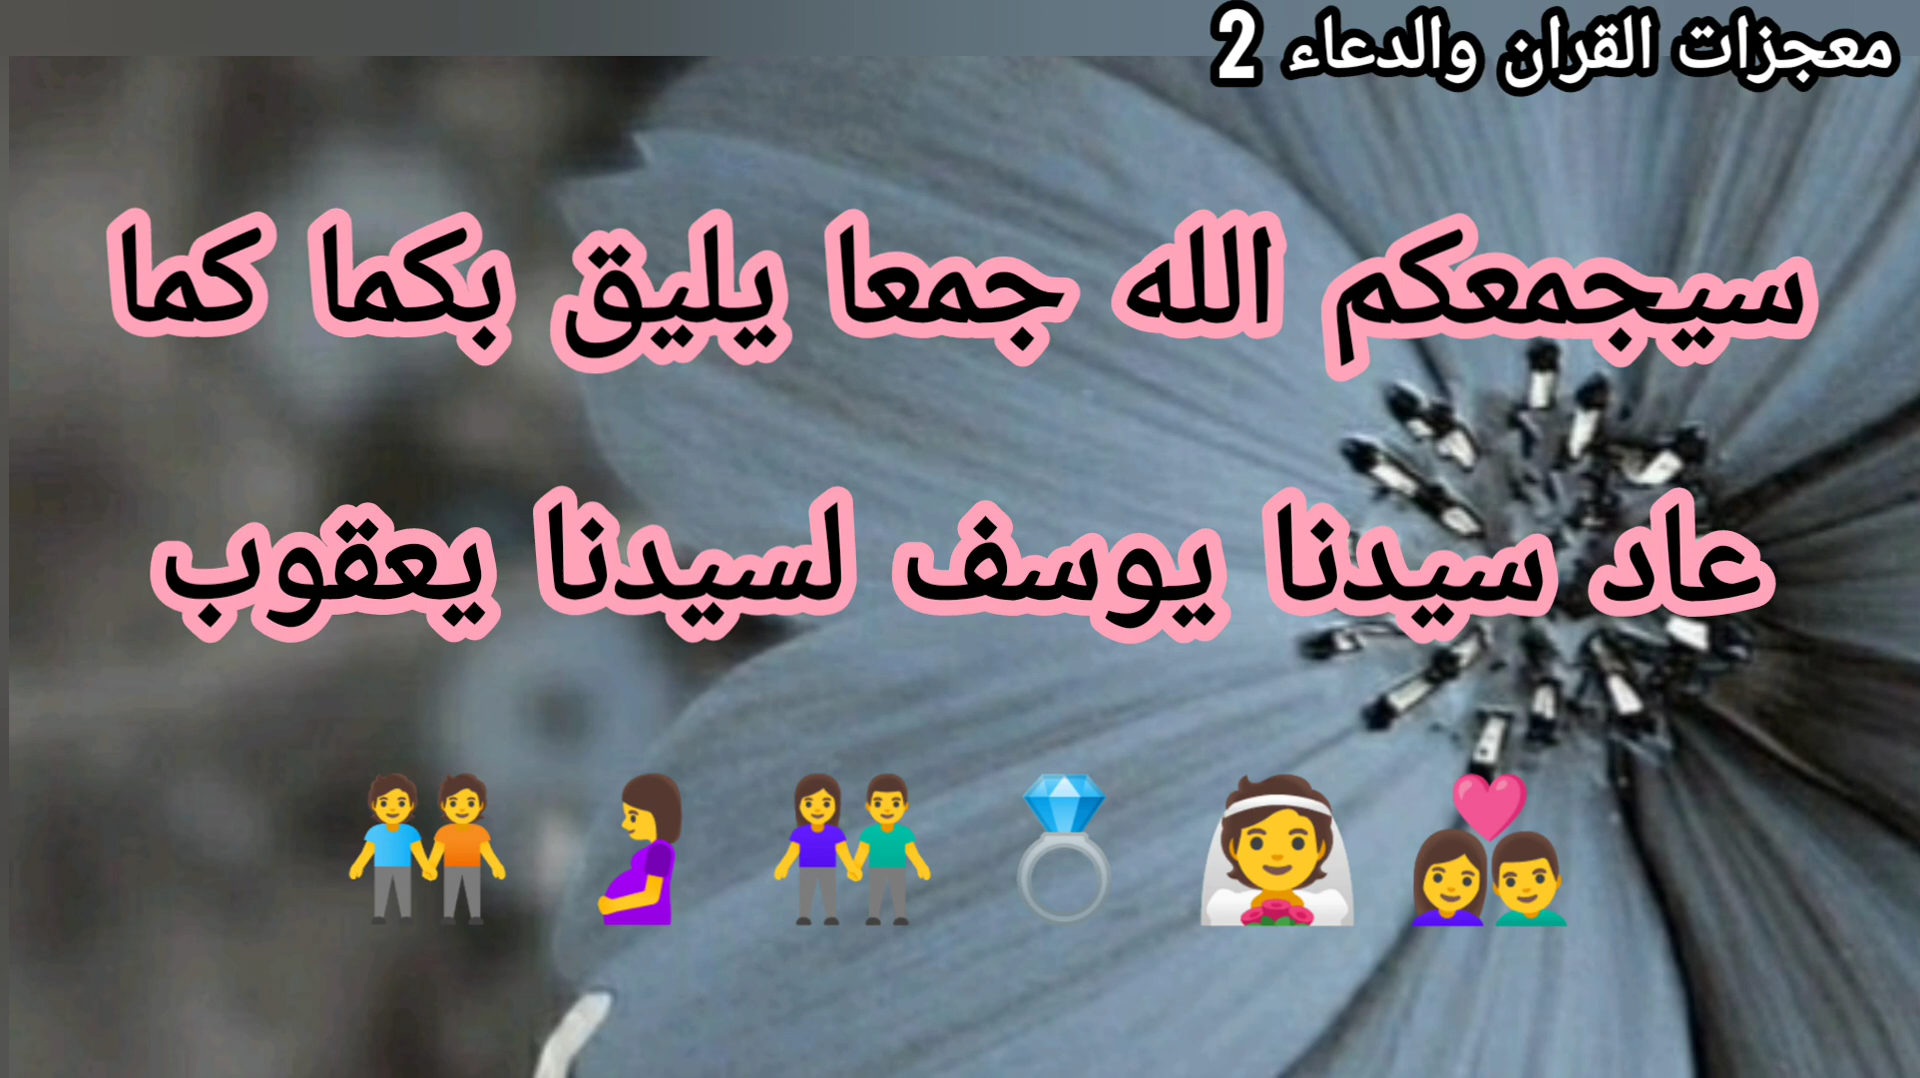 معجزات القران والدعاء 2
سيجمعكم الله جمعا يليق بكما كما
عاد سيدنا يوسف لسيدنا يعقوب